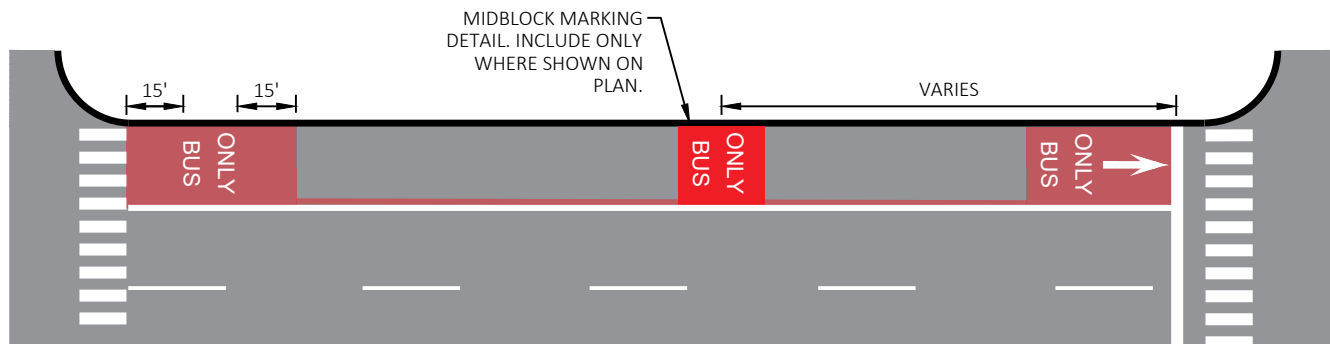 MIDBLOCK MARKING
DETAIL. INCLUDE ONLY
WHERE SHOWN ON
PLAN.
15'
15'
VARIES
ONLY
BUS
ONLY
BUS
ONLY
BUS